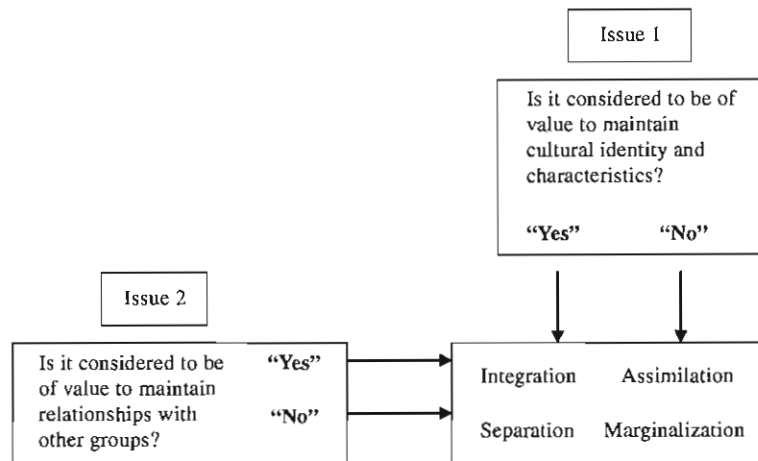 Issue 1
Is it considered to be of
value to maintain
cultural identity and
characteristics?
“Yes” “No”
Issue 2
Is it considered to be
of value to maintain
relationships with
other groups?
“Yes”
“No”
Integration Assimilation
Separation Marginalization